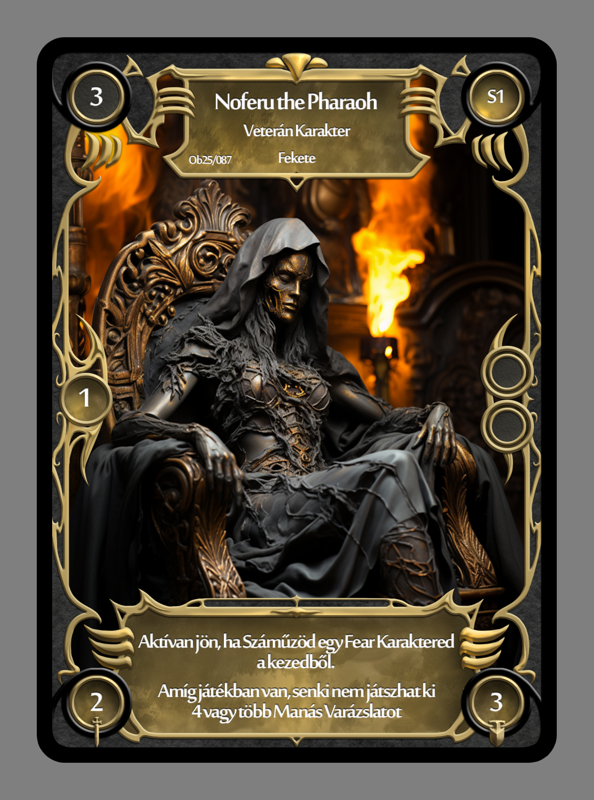 3
Noferu the Pharaoh
S1
Veterán Karakter
Ob25/087
Fekete
1
Aktívan jön, ha Száműzöd egy Fear Karaktered
a kezedből.
Amíg játékban van, senki nem játszhat ki
4 vagy több Manás Varázslatot
2
3